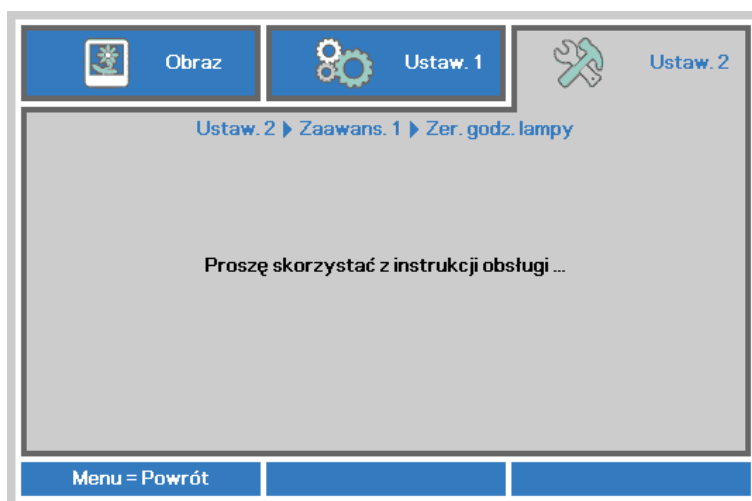 Obraz
Ustaw. 1
Ustaw. 2
Ustaw. 2 ▶ Zaawans. 1 ▶ Zer. godz. lampy
Proszę skorzystać z instrukcji obsługi ...
Menu = Powrót